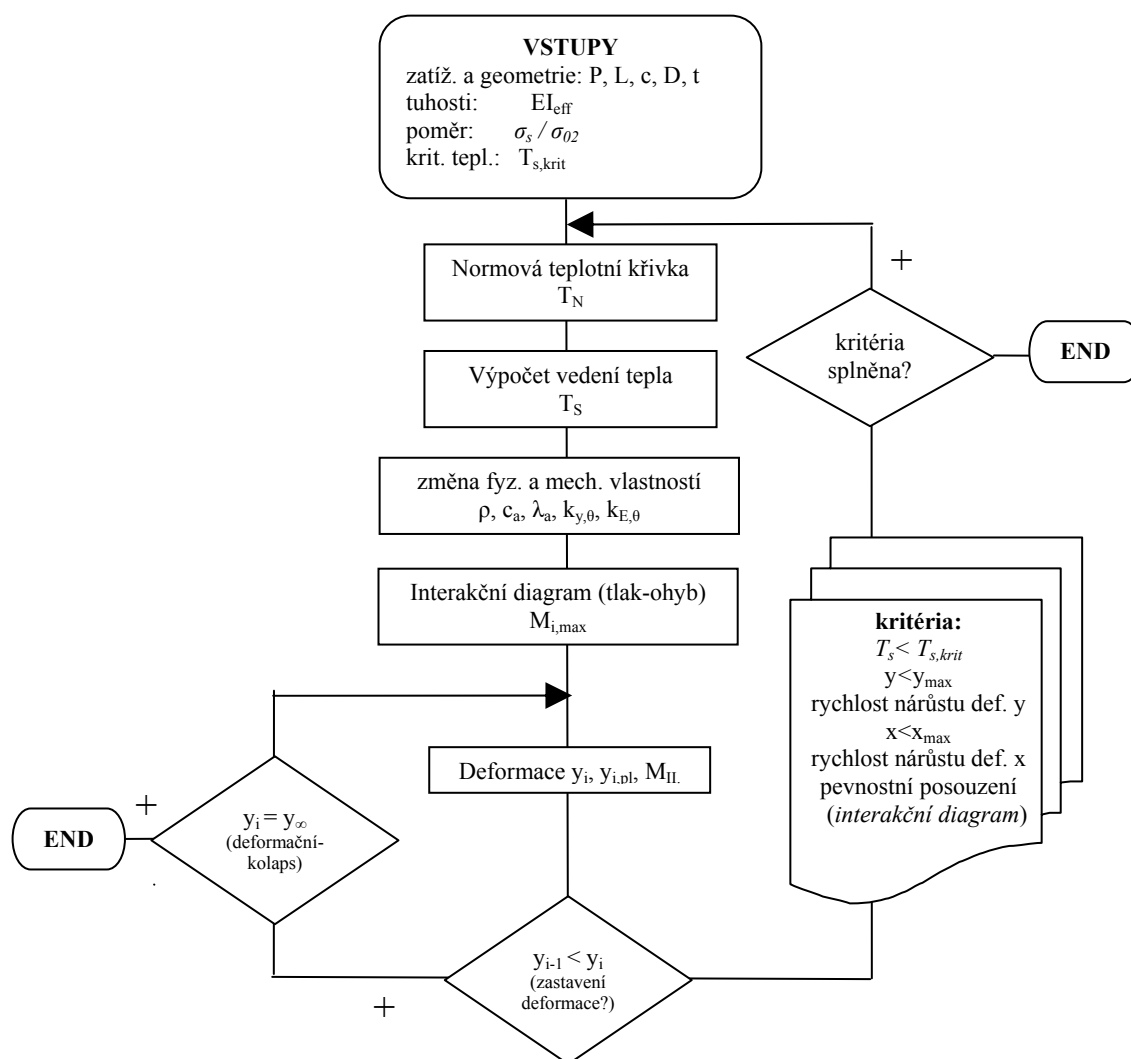 VSTUPY
zatíž. a geometrie: P, L, c, D, t
tuhosti: EI_eff
poměr: σ_s / σ_02
krit. tepl.: T_s,krit
+
Normová teplotní křivka
T_N
kritéria
splněna?
END
Výpočet vedení tepla
T_S
změna fyz. a mech. vlastností
ρ, c_a, λ_a, k_y,θ, k_E,θ
Interakční diagram (tlak-ohyb)
M_i,max
kritéria:
T_s< T_s,krit
y<y_max
rychlost nárůstu def. y
x<x_max
rychlost nárůstu def. x
pevnostní posouzení
(interakční diagram)
Deformace y_i, y_i,pl, M_II.
+
END
y_i = y_∞
(deformační-
kolaps)
.
y_i-1 < y_i
(zastavení
deformace?)
+